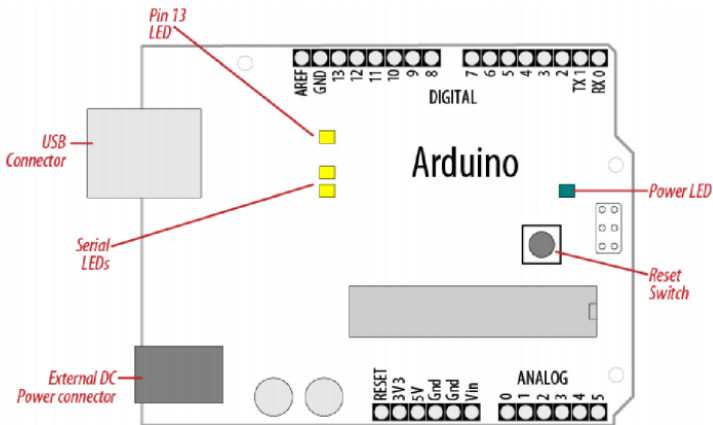 Pin 13
LED
AREF
GND
13
12
11
10
9
8
7
6
5
4
3
2
TX 1
RX 0
DIGITAL
USB
Connector
Arduino
Power LED
Serial
LEDs
Reset
Switch
External DC
Power connector
RESET
3V3
5V
Gnd
Gnd
Vin
ANALOG
0
1
2
3
4
5